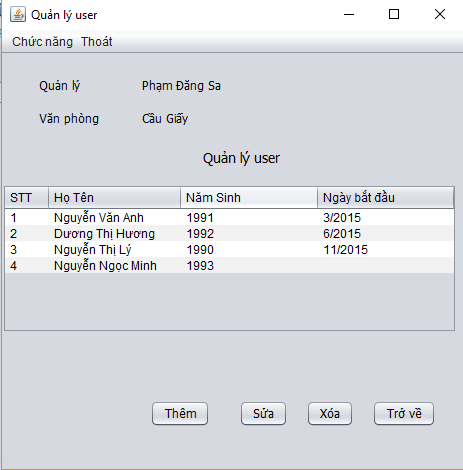 Quản lý user
Chức năng Thoát
Quản lý Phạm Đăng Sa
Văn phòng Cầu Giấy
Quản lý user
STT Họ Tên Năm Sinh Ngày bắt đầu
1 Nguyễn Văn Anh 1991 3/2015
2 Dương Thị Hương 1992 6/2015
3 Nguyễn Thị Lý 1990 11/2015
4 Nguyễn Ngọc Minh 1993
Thêm Sửa Xóa Trở về